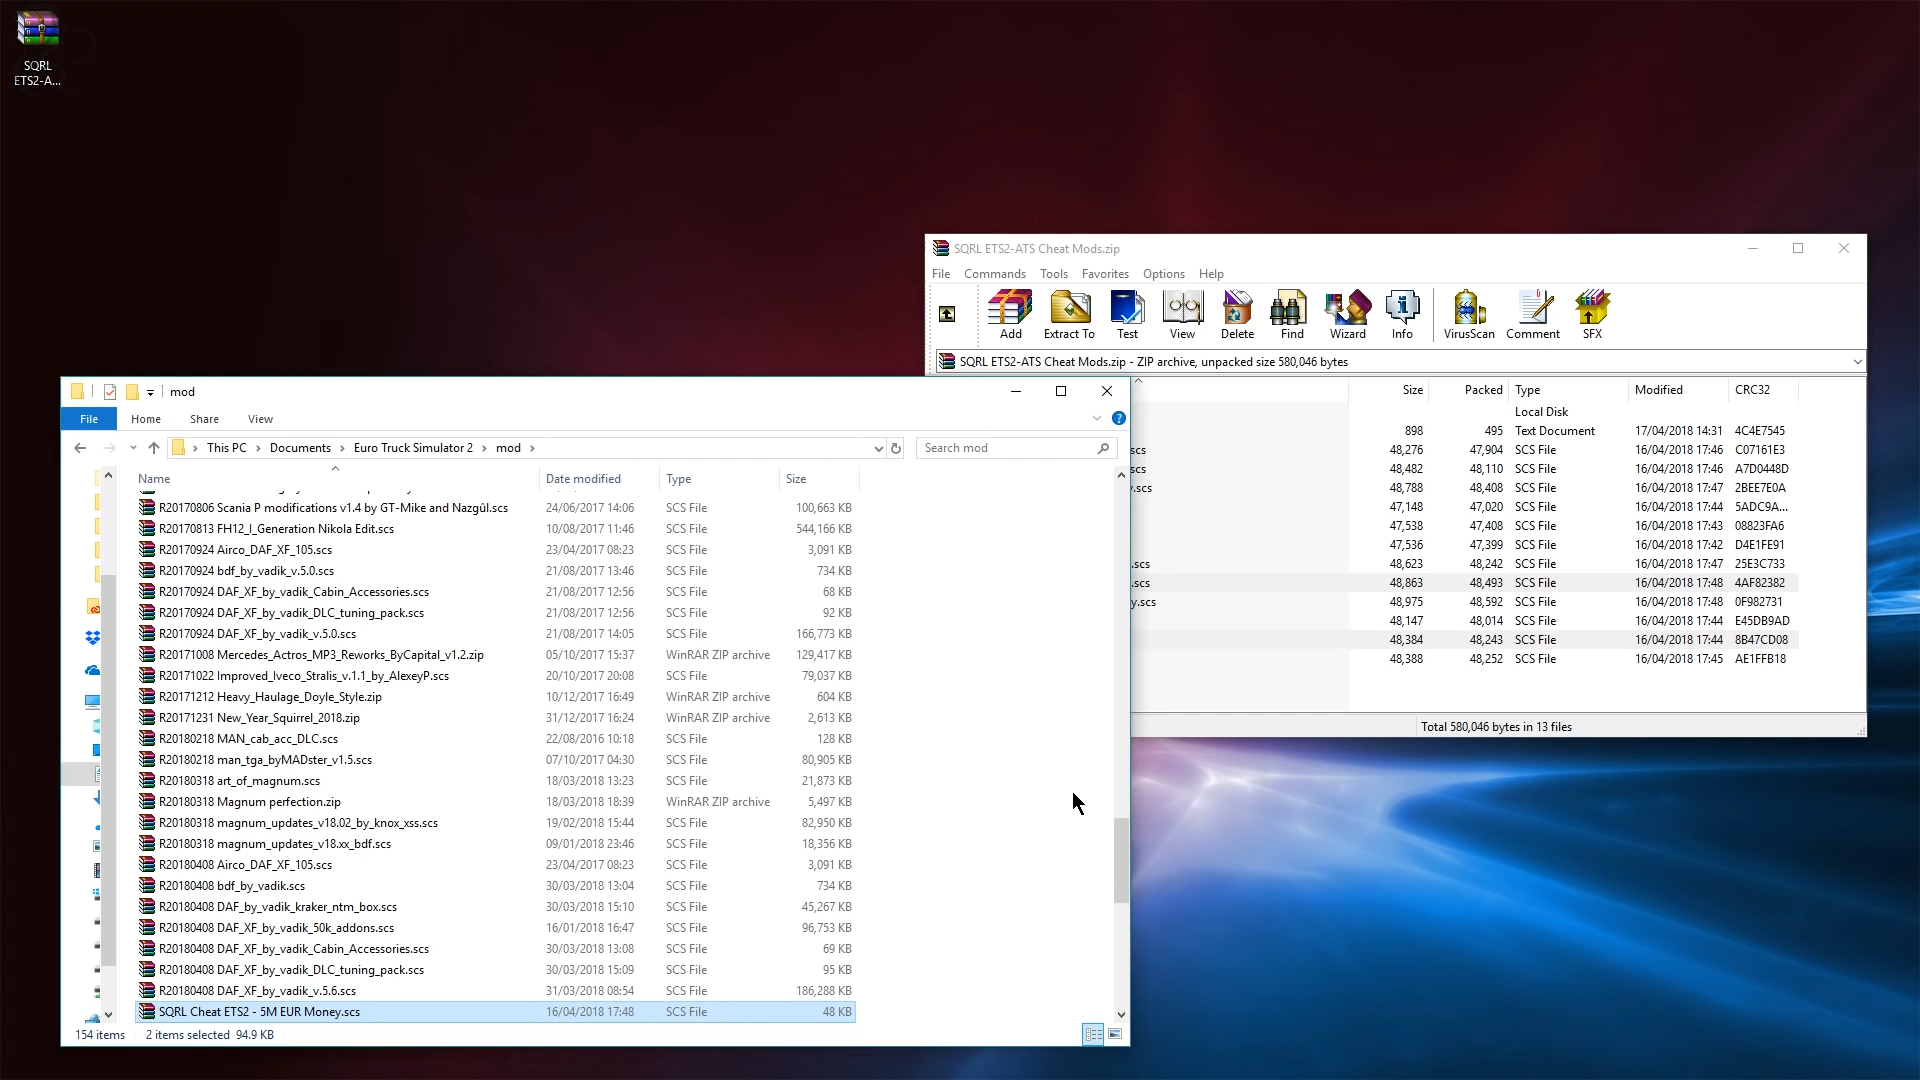 SQRL
ETS2-A...
SQRL ETS2-ATS Cheat Mods.zip
File Commands Tools Favorites Options Help
Add Extract To Test View Delete Find Wizard Info VirusScan Comment SFX
SQRL ETS2-ATS Cheat Mods.zip - ZIP archive, unpacked size 580,046 bytes
Size Packed Type Modified CRC32
Local Disk
898 495 Text Document 17/04/2018 14:31 4C4E7545
scs 48,276 47,904 SCS File 16/04/2018 17:46 C07161E3
scs 48,482 48,110 SCS File 16/04/2018 17:46 A7D0448D
.scs 48,788 48,408 SCS File 16/04/2018 17:47 2BEE7E0A
47,148 47,020 SCS File 16/04/2018 17:44 5ADC9A...
47,538 47,408 SCS File 16/04/2018 17:43 08823FA6
47,536 47,399 SCS File 16/04/2018 17:42 D4E1FE91
.scs 48,623 48,242 SCS File 16/04/2018 17:47 25E3C733
.scs 48,863 48,493 SCS File 16/04/2018 17:48 4AF82382
y.scs 48,975 48,592 SCS File 16/04/2018 17:48 0F982731
48,147 48,014 SCS File 16/04/2018 17:44 E45DB9AD
48,384 48,243 SCS File 16/04/2018 17:44 8B47CD08
48,388 48,252 SCS File 16/04/2018 17:45 AE1FFB18
Total 580,046 bytes in 13 files
mod
File Home Share View
This PC Documents Euro Truck Simulator 2 mod Search mod
Name Date modified Type Size
R20170806 Scania P modifications v1.4 by GT-Mike and Nazgûl.scs 24/06/2017 14:06 SCS File 100,663 KB
R20170813 FH12_I_Generation Nikola Edit.scs 10/08/2017 11:46 SCS File 544,166 KB
R20170924 Airco_DAF_XF_105.scs 23/04/2017 08:23 SCS File 3,091 KB
R20170924 bdf_by_vadik_v.5.0.scs 21/08/2017 13:46 SCS File 734 KB
R20170924 DAF_XF_by_vadik_Cabin_Accessories.scs 21/08/2017 12:56 SCS File 68 KB
R20170924 DAF_XF_by_vadik_DLC_tuning_pack.scs 21/08/2017 12:56 SCS File 92 KB
R20170924 DAF_XF_by_vadik_v.5.0.scs 21/08/2017 14:05 SCS File 166,773 KB
R20171008 Mercedes_Actros_MP3_Reworks_ByCapital_v1.2.zip 05/10/2017 15:37 WinRAR ZIP archive 129,417 KB
R20171022 Improved_Iveco_Stralis_v.1.1_by_AlexeyP.scs 20/10/2017 20:08 SCS File 79,037 KB
R20171212 Heavy_Haulage_Doyle_Style.zip 10/12/2017 16:49 WinRAR ZIP archive 604 KB
R20171231 New_Year_Squirrel_2018.zip 31/12/2017 16:24 WinRAR ZIP archive 2,613 KB
R20180218 MAN_cab_acc_DLC.scs 22/08/2016 10:18 SCS File 128 KB
R20180218 man_tga_byMADster_v1.5.scs 07/10/2017 04:30 SCS File 80,905 KB
R20180318 art_of_magnum.scs 18/03/2018 13:23 SCS File 21,873 KB
R20180318 Magnum perfection.zip 18/03/2018 18:39 WinRAR ZIP archive 5,497 KB
R20180318 magnum_updates_v18.02_by_knox_xss.scs 19/02/2018 15:44 SCS File 82,950 KB
R20180318 magnum_updates_v18.xx_bdf.scs 09/01/2018 23:46 SCS File 18,356 KB
R20180408 Airco_DAF_XF_105.scs 23/04/2017 08:23 SCS File 3,091 KB
R20180408 bdf_by_vadik.scs 30/03/2018 13:04 SCS File 734 KB
R20180408 DAF_by_vadik_kraker_ntm_box.scs 30/03/2018 15:10 SCS File 45,267 KB
R20180408 DAF_XF_by_vadik_50k_addons.scs 16/01/2018 16:47 SCS File 96,753 KB
R20180408 DAF_XF_by_vadik_Cabin_Accessories.scs 30/03/2018 13:08 SCS File 69 KB
R20180408 DAF_XF_by_vadik_DLC_tuning_pack.scs 30/03/2018 15:09 SCS File 95 KB
R20180408 DAF_XF_by_vadik_v.5.6.scs 31/03/2018 08:54 SCS File 186,288 KB
SQRL Cheat ETS2 - 5M EUR Money.scs 16/04/2018 17:48 SCS File 48 KB
154 items 2 items selected 94.9 KB